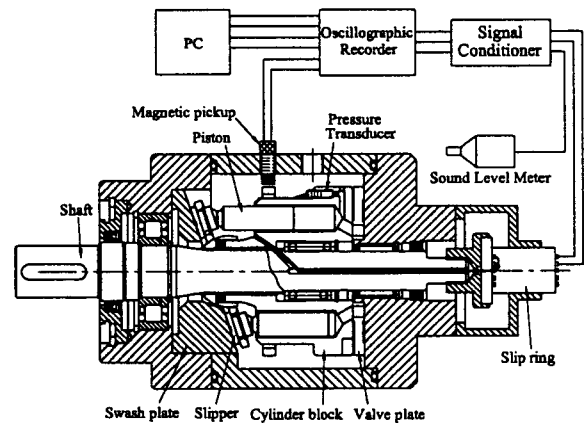 PC
Oscillographic
Recorder
Signal
Conditioner
Magnetic pickup
Piston
Pressure
Transducer
Sound Level Meter
Shaft
Slip ring
Swash plate
Slipper
Cylinder block
Valve plate